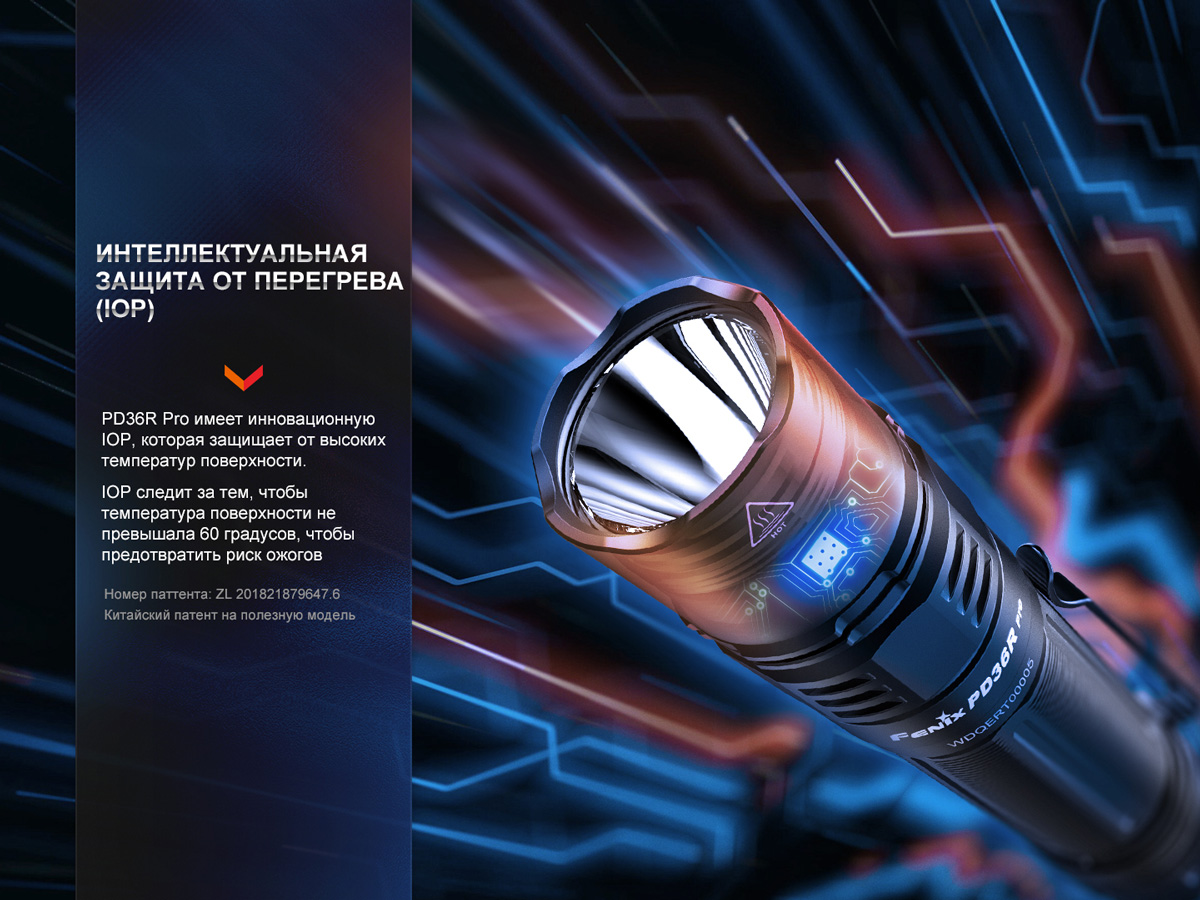 ИНТЕЛЛЕКТУАЛЬНАЯ
ЗАЩИТА ОТ ПЕРЕГРЕВА
(IOP)
PD36R Pro имеет инновационную
IOP, которая защищает от высоких
температур поверхности.
IOP следит за тем, чтобы
температура поверхности не
превышала 60 градусов, чтобы
предотвратить риск ожогов
Номер паттента: ZL 201821879647.6
Китайский патент на полезную модель
HOT
Fenix PD36R Pro
WDQERT00005